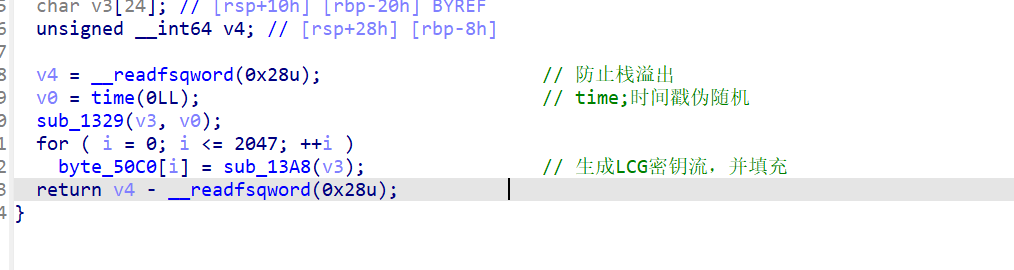 5 char v3[24]; // [rsp+10h] [rbp-20h] BYREF
6 unsigned __int64 v4; // [rsp+28h] [rbp-8h]
7
8 v4 = __readfsqword(0x28u); // 防止栈溢出
9 v0 = time(0LL); // time;时间戳伪随机
0 sub_1329(v3, v0);
1 for ( i = 0; i <= 2047; ++i )
2 byte_50C0[i] = sub_13A8(v3); // 生成LCG密钥流，并填充
3 return v4 - __readfsqword(0x28u);
4 }